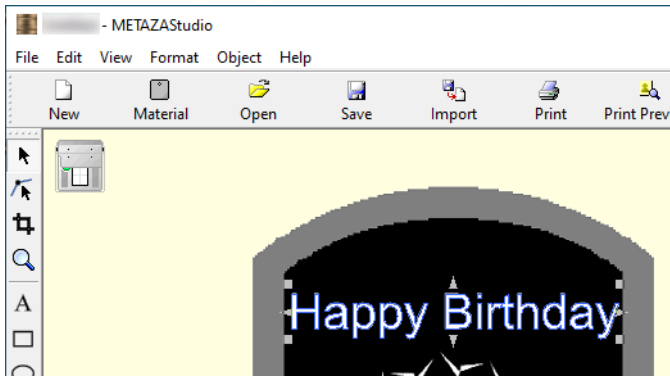 - METAZAStudio
File Edit View Format Object Help
New Material Open Save Import Print Print Prev
A
Happy Birthday